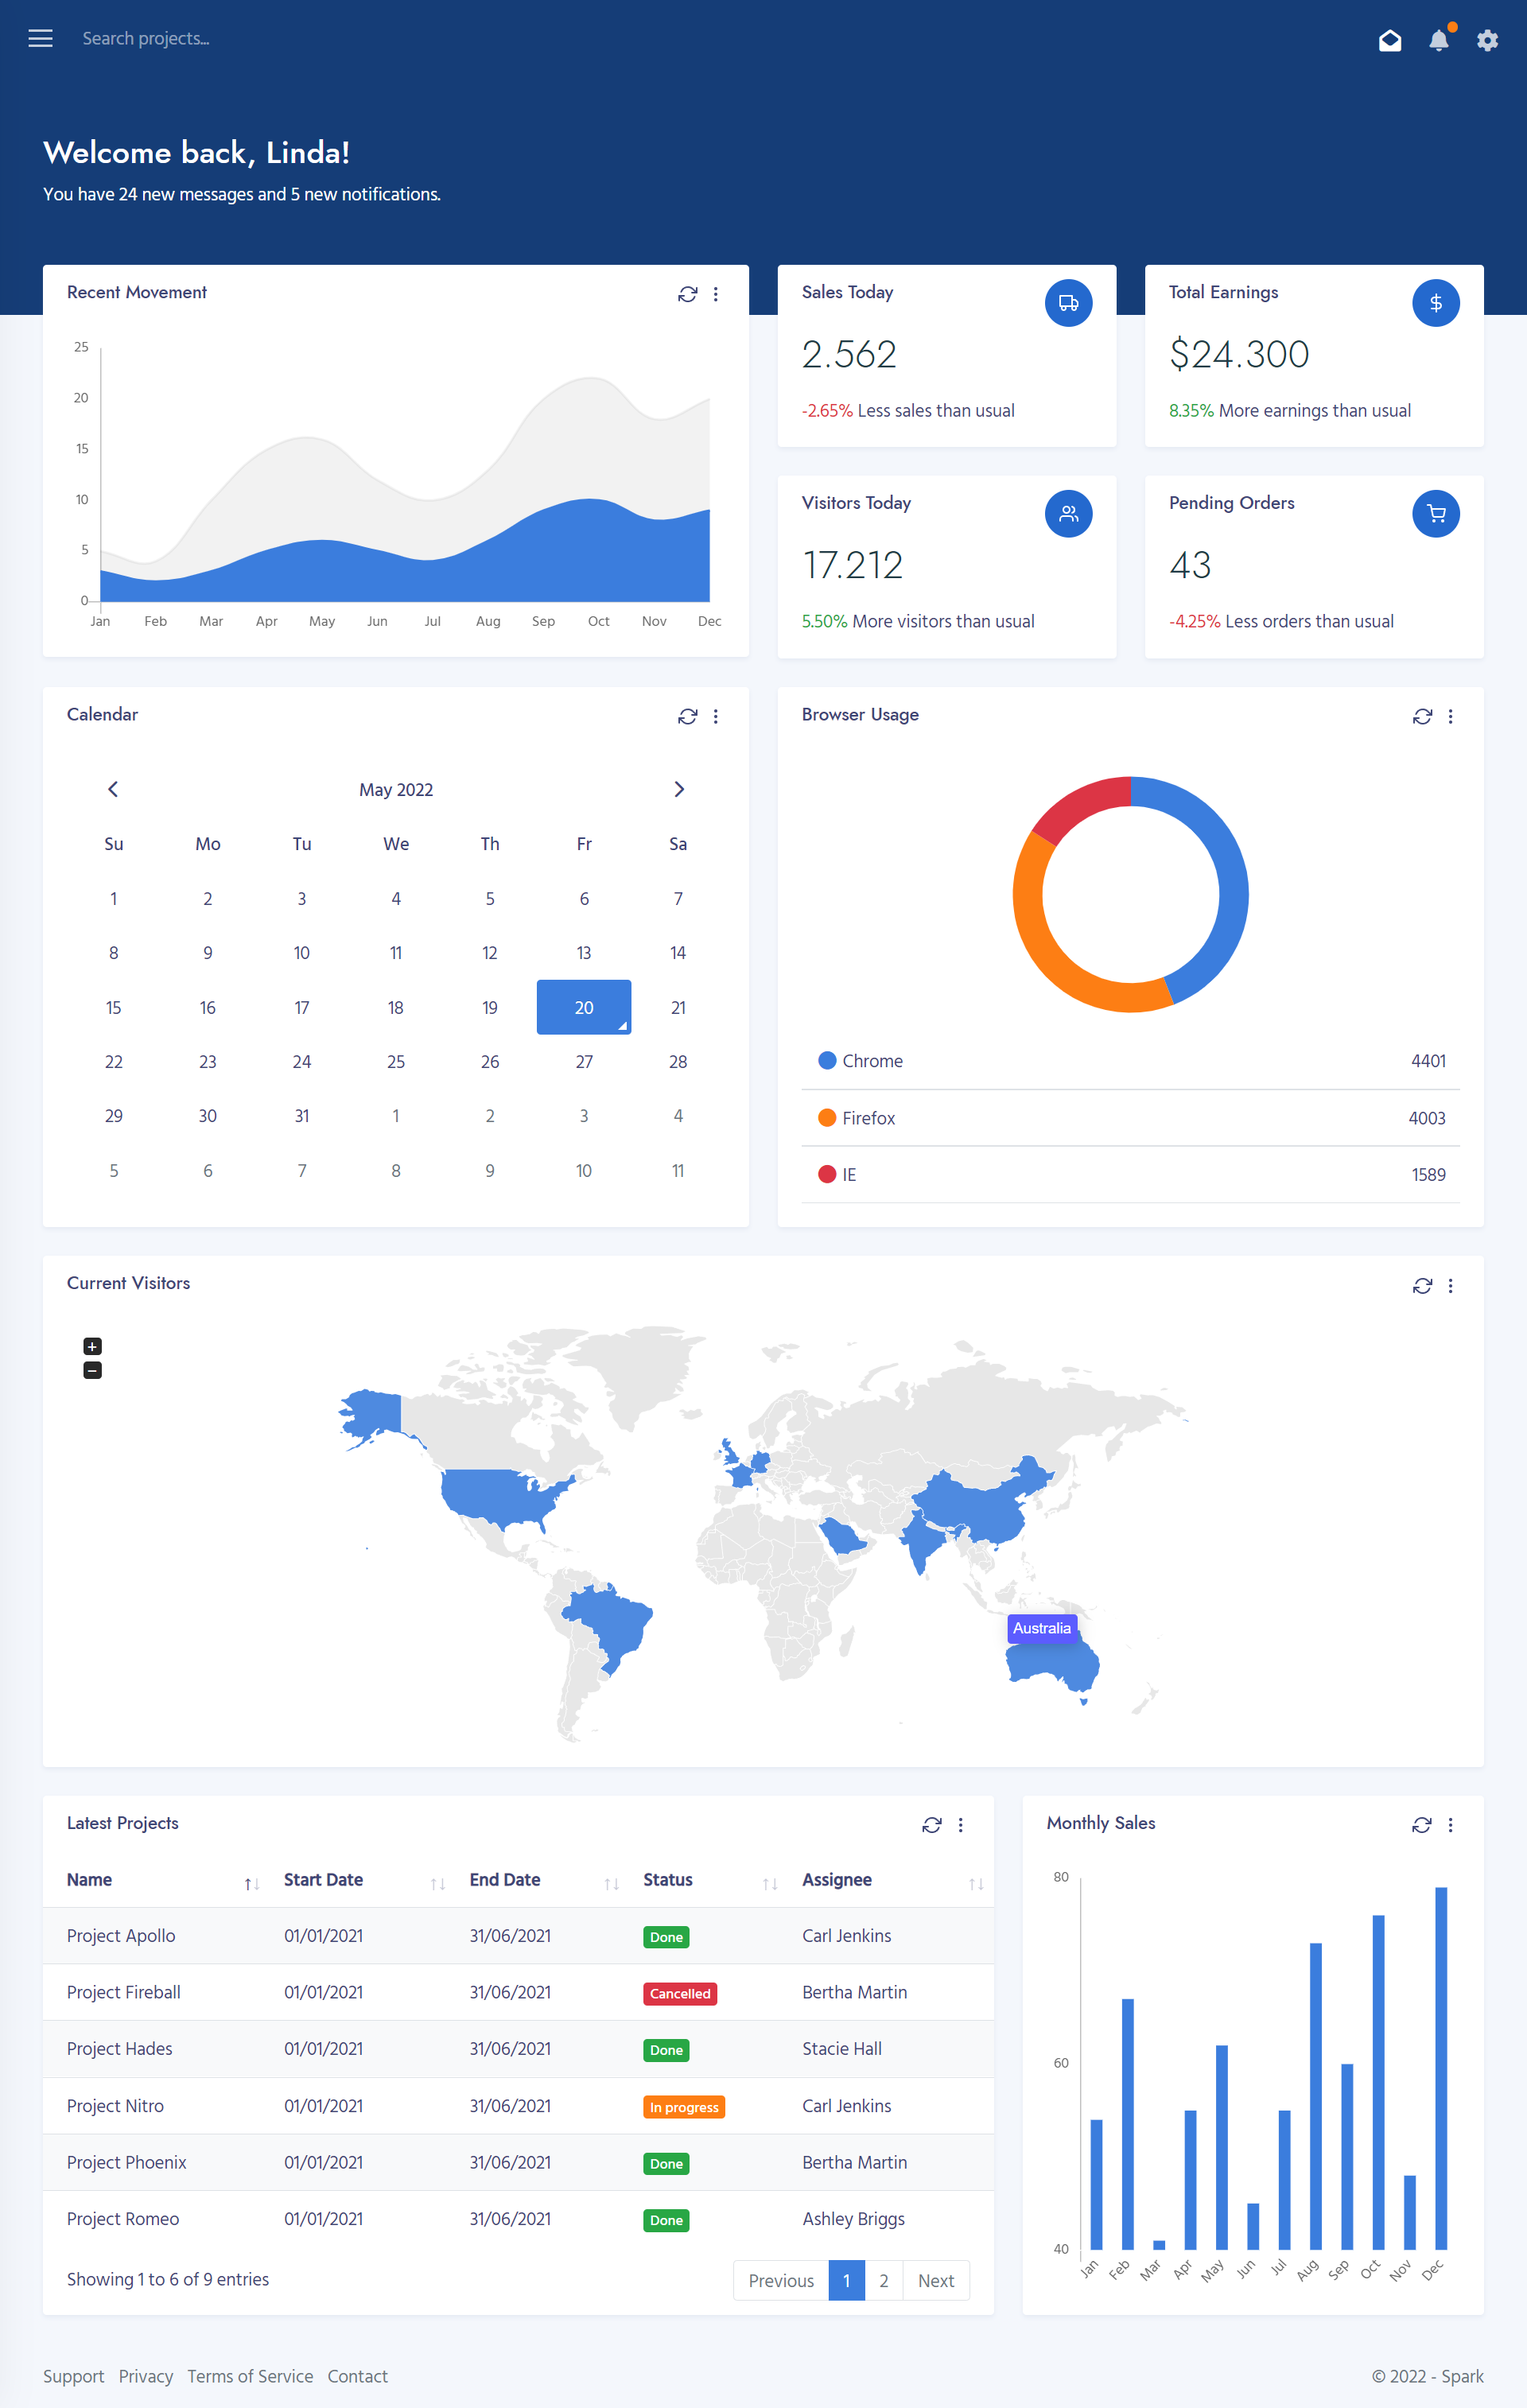 Search projects...
Welcome back, Linda!
You have 24 new messages and 5 new notifications.
Recent Movement
25
20
15
10
5
0
Jan Feb Mar Apr May Jun Jul Aug Sep Oct Nov Dec
Sales Today
2.562
-2.65% Less sales than usual
Total Earnings
$24.300
8.35% More earnings than usual
Visitors Today
17.212
5.50% More visitors than usual
Pending Orders
43
-4.25% Less orders than usual
Calendar
May 2022
Su Mo Tu We Th Fr Sa
1 2 3 4 5 6 7
8 9 10 11 12 13 14
15 16 17 18 19 20 21
22 23 24 25 26 27 28
29 30 31 1 2 3 4
5 6 7 8 9 10 11
Browser Usage
Chrome 4401
Firefox 4003
IE 1589
Current Visitors
+
−
Australia
Latest Projects
Name Start Date End Date Status Assignee
Project Apollo 01/01/2021 31/06/2021 Done Carl Jenkins
Project Fireball 01/01/2021 31/06/2021 Cancelled Bertha Martin
Project Hades 01/01/2021 31/06/2021 Done Stacie Hall
Project Nitro 01/01/2021 31/06/2021 In progress Carl Jenkins
Project Phoenix 01/01/2021 31/06/2021 Done Bertha Martin
Project Romeo 01/01/2021 31/06/2021 Done Ashley Briggs
Showing 1 to 6 of 9 entries
Previous 1 2 Next
Monthly Sales
80
60
40
Jan Feb Mar Apr May Jun Jul Aug Sep Oct Nov Dec
Support Privacy Terms of Service Contact
© 2022 - Spark